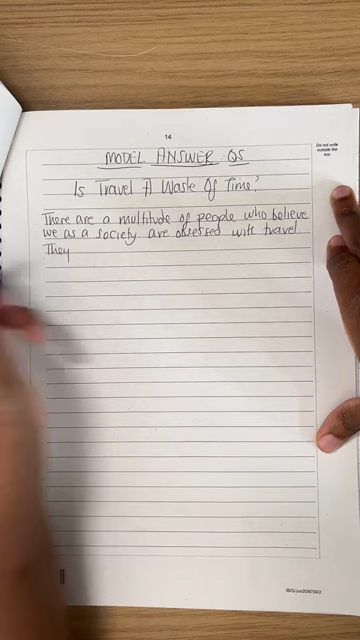 14
Do not write
outside the
box
MODEL ANSWER Q5
Is Travel A Waste Of Time?
There are a multitude of people who believe
we as a society are obsessed with travel
They